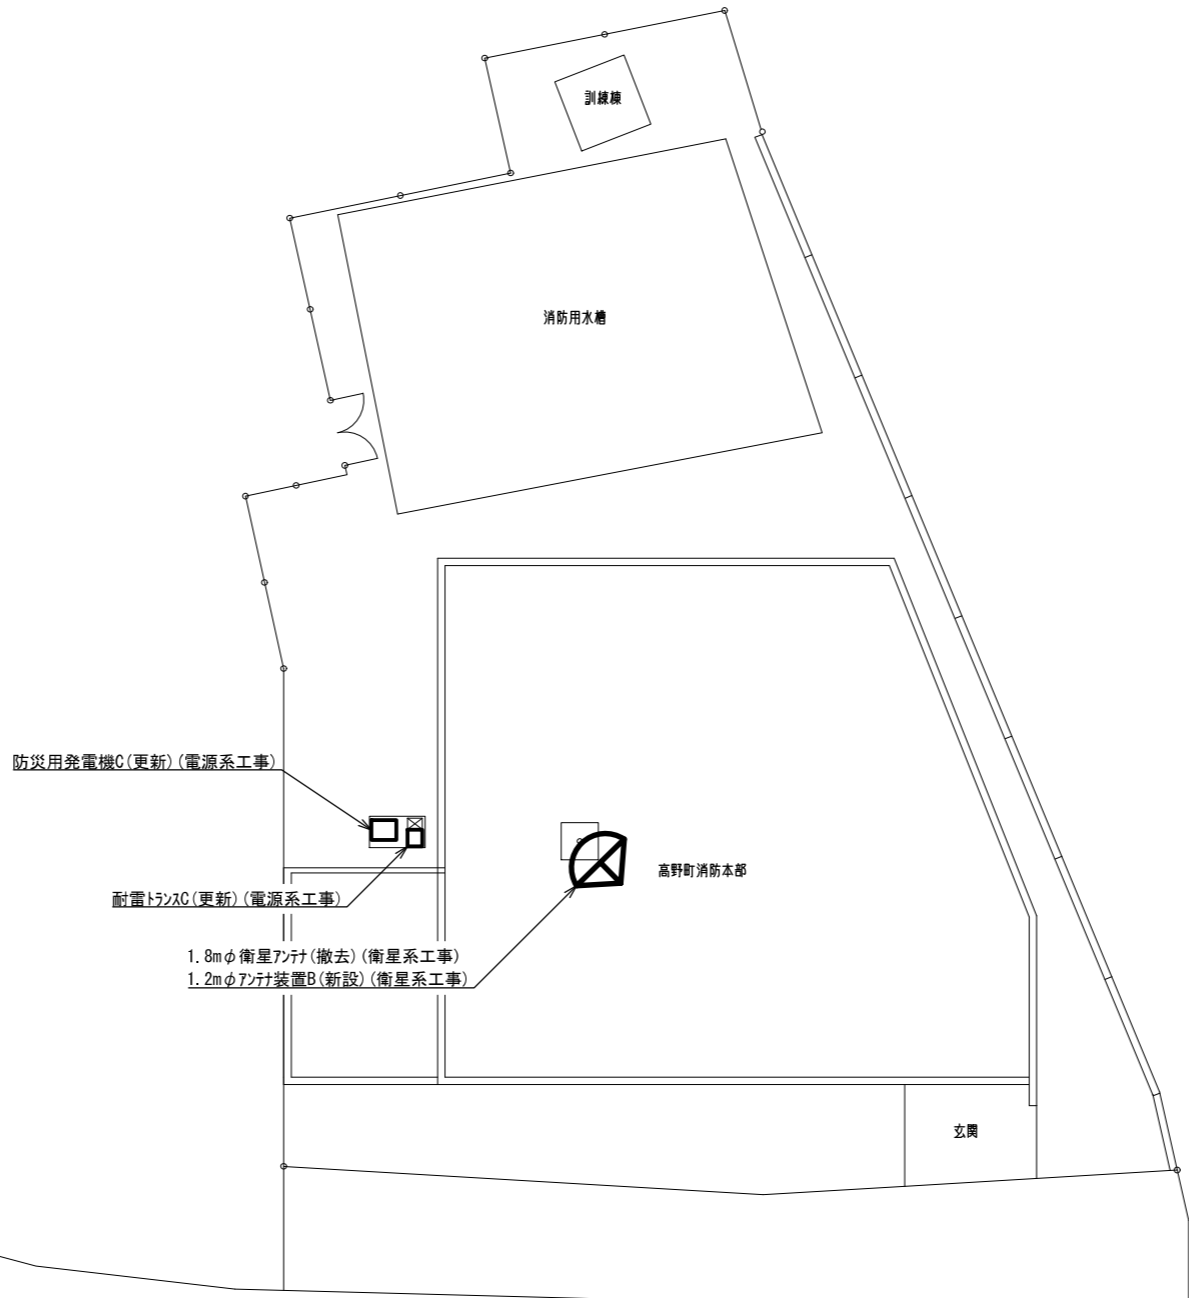 訓練棟
消防用水槽
防災用発電機C(更新)(電源系工事)
耐雷トランスC(更新)(電源系工事)
高野町消防本部
1.8mφ衛星アンテナ(撤去)(衛星系工事)
1.2mφアンテナ装置B(新設)(衛星系工事)
玄関